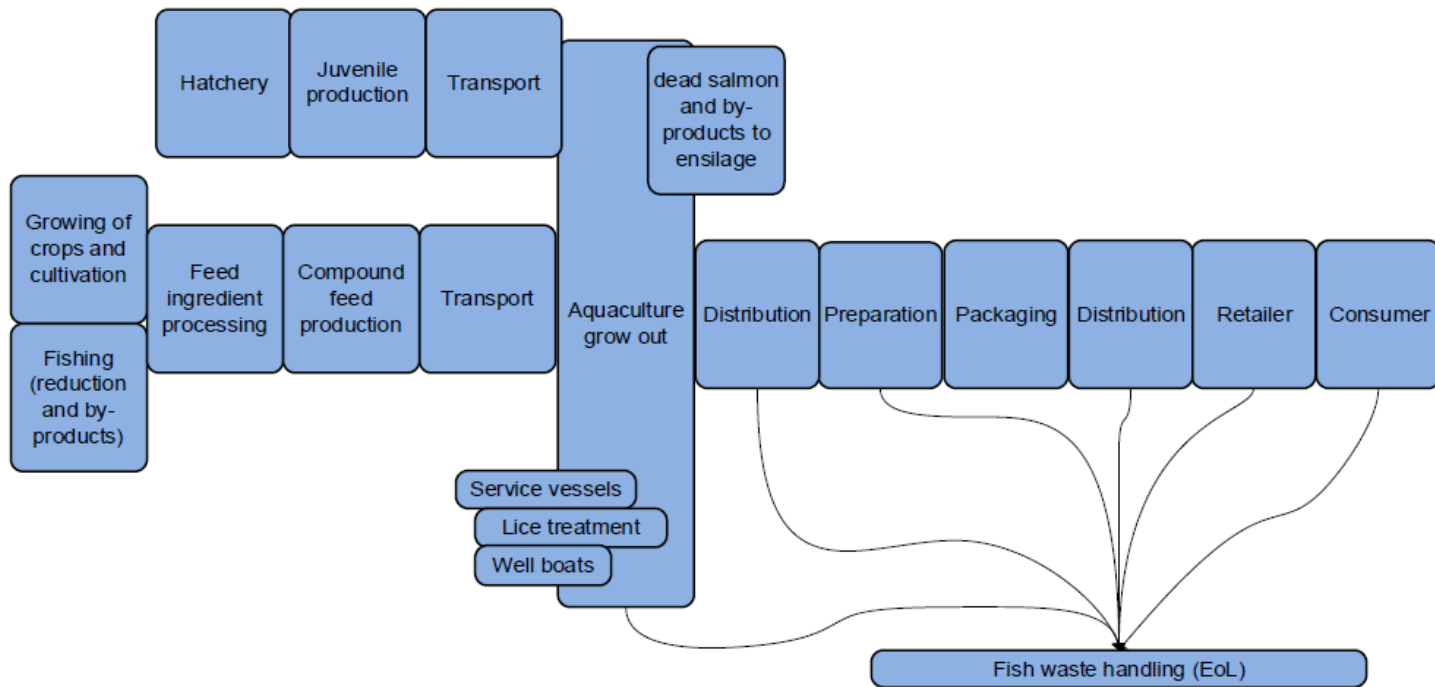 Hatchery
Juvenile
production
Transport
dead salmon
and by-
products to
ensilage
Growing of
crops and
cultivation
Fishing
(reduction
and by-
products)
Feed
ingredient
processing
Compound
feed
production
Transport
Aquaculture
grow out
Distribution
Preparation
Packaging
Distribution
Retailer
Consumer
Service vessels
Lice treatment
Well boats
Fish waste handling (EoL)